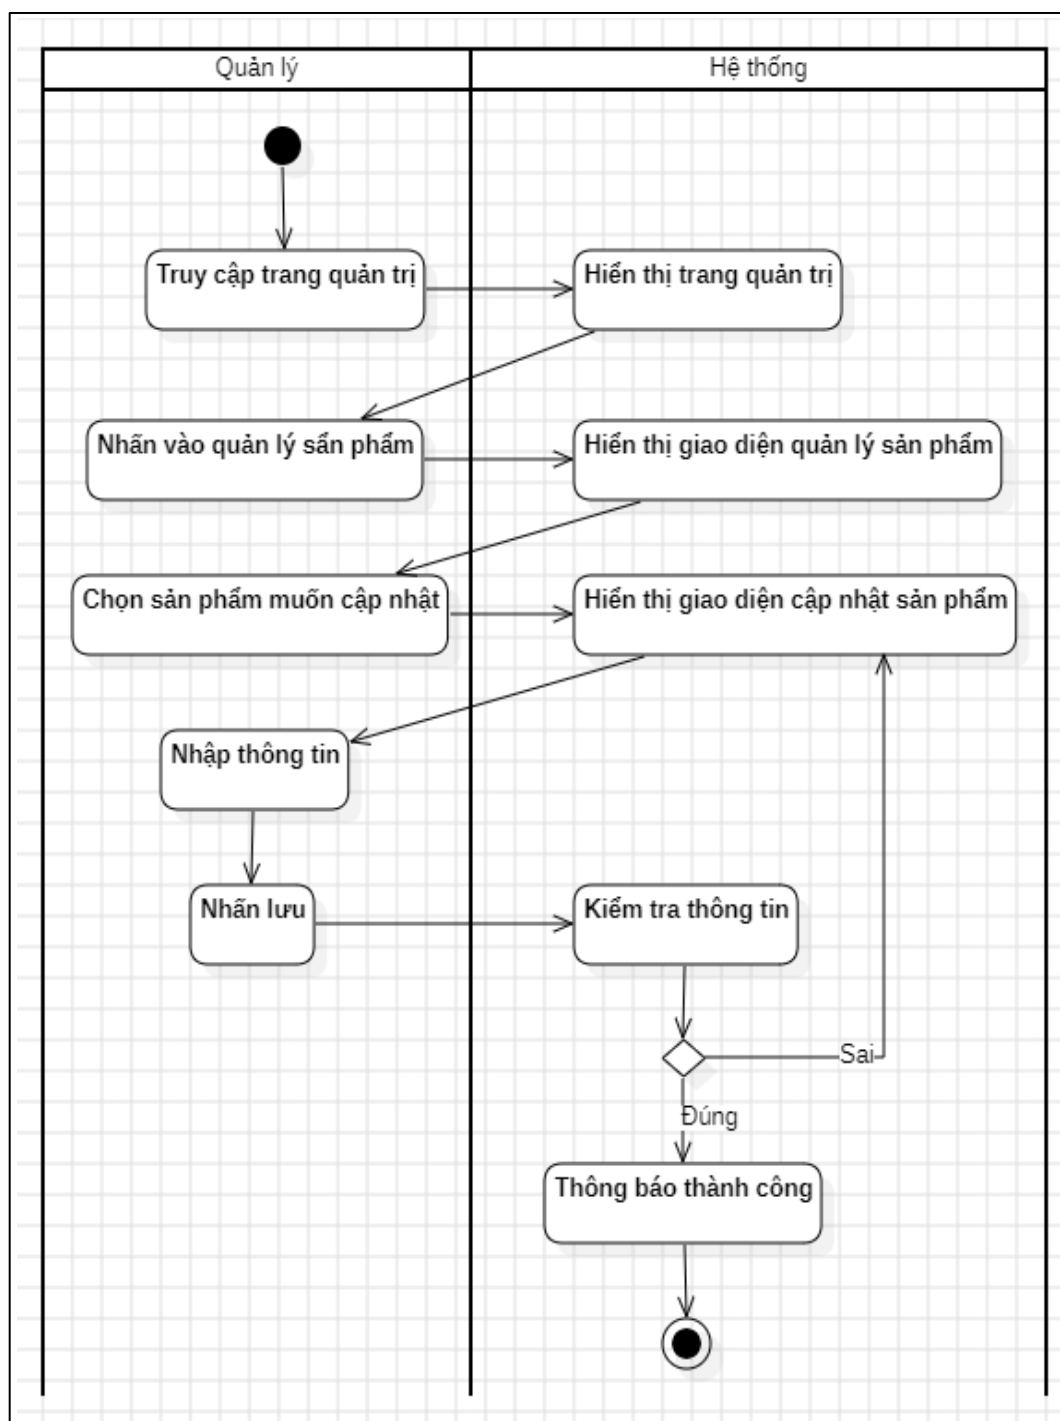 Quản lý
Hệ thống
Truy cập trang quản trị
Hiển thị trang quản trị
Nhấn vào quản lý sẩn phẩm
Hiển thị giao diện quản lý sản phẩm
Chọn sản phẩm muốn cập nhật
Hiển thị giao diện cập nhật sản phẩm
Nhập thông tin
Nhấn lưu
Kiểm tra thông tin
Sai
Đúng
Thông báo thành công